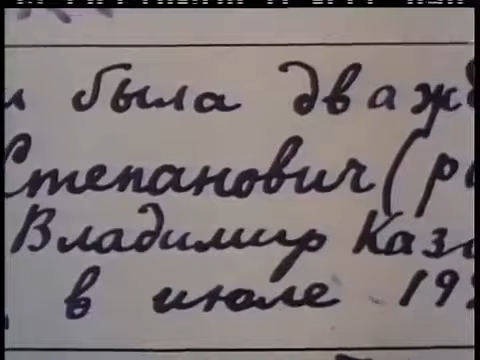 была дваж
Степанович (р
Владимир Каз
в июле 19